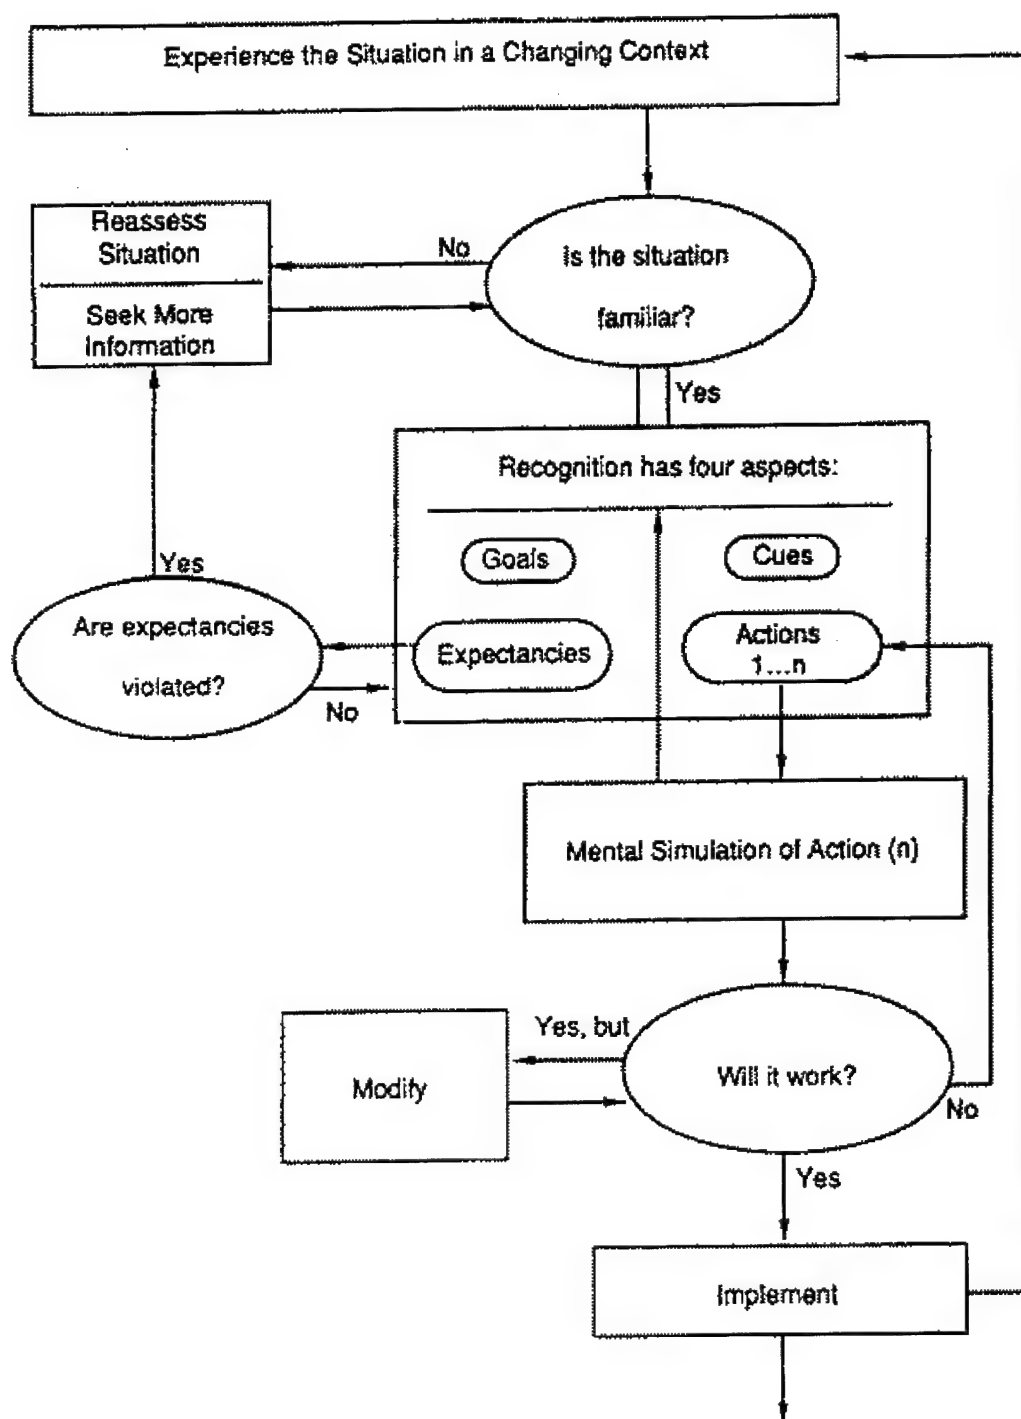 Experience the Situation in a Changing Context
Reassess
Situation
No
Is the situation
familiar?
Seek More
Information
Yes
Recognition has four aspects:
Goals
Cues
Yes
Are expectancies
violated?
Expectancies
Actions
1...n
No
Mental Simulation of Action (n)
Yes, but
Modify
Will it work?
No
Yes
Implement